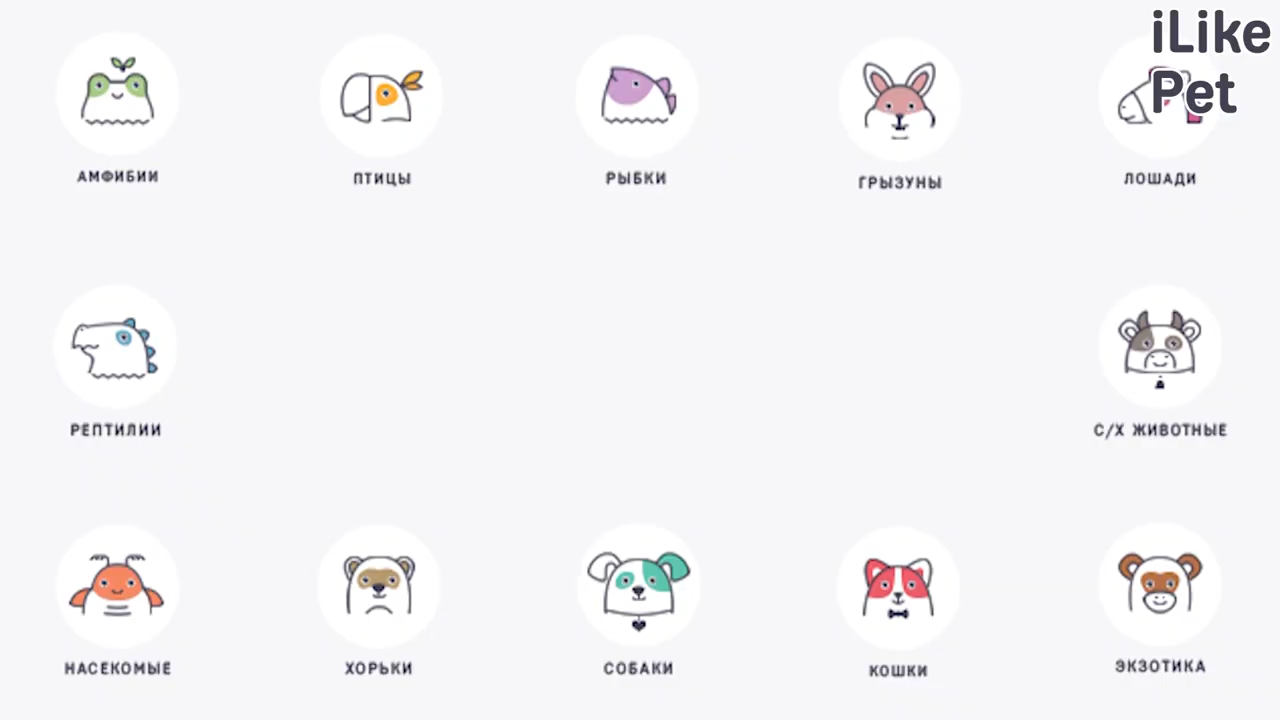 iLike
Pet
АМФИБИИ
ПТИЦЫ
РЫБКИ
ГРЫЗУНЫ
ЛОШАДИ
РЕПТИЛИИ
С/Х ЖИВОТНЫЕ
НАСЕКОМЫЕ
ХОРЬКИ
СОБАКИ
КОШКИ
ЭКЗОТИКА